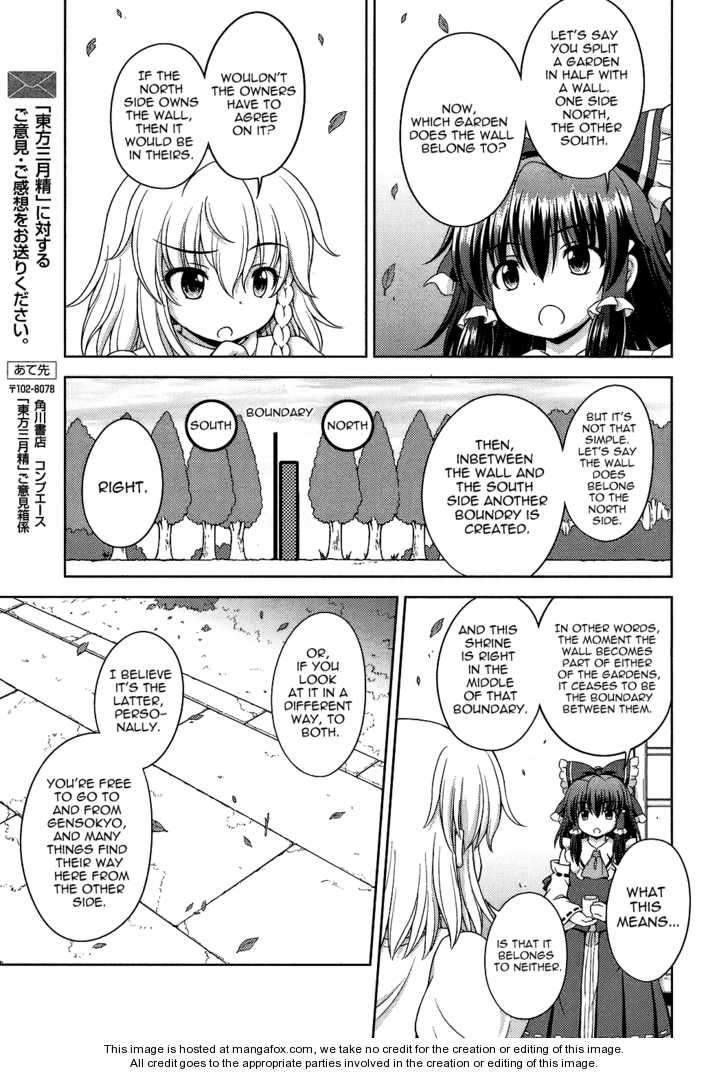 LET'S SAY
YOU SPLIT
A GARDEN
IN HALF WITH
A WALL.
ONE SIDE
NORTH,
THE OTHER
SOUTH.
NOW,
WHICH GARDEN
DOES THE WALL
BELONG TO?
WOULDN'T
THE OWNERS
HAVE TO
AGREE
ON IT?
IF THE
NORTH
SIDE OWNS
THE WALL,
THEN IT
WOULD BE
IN THEIRS.
「東方三月精」に対する
ご意見・ご感想をお送りください。
あて先
〒102-8078
角川書店 コンプエース
「東方三月精」ご意見箱係
BUT IT'S NOT
THAT
SIMPLE.
LET'S SAY
THE WALL
DOES
BELONG
TO THE
NORTH
SIDE.
THEN,
INBETWEEN
THE WALL AND
THE SOUTH
SIDE ANOTHER
BOUNDRY IS
CREATED.
NORTH
BOUNDARY
SOUTH
RIGHT.
IN OTHER WORDS,
THE MOMENT THE
WALL BECOMES
PART OF EITHER
OF THE GARDENS,
IT CEASES TO BE
THE BOUNDARY
BETWEEN THEM.
AND THIS
SHRINE
IS RIGHT
IN THE
MIDDLE
OF THAT
BOUNDARY.
WHAT
THIS
MEANS...
IS THAT IT
BELONGS
TO NEITHER.
OR,
IF YOU
LOOK
AT IT IN A
DIFFERENT
WAY, TO
BOTH.
I BELIEVE
IT'S THE
LATTER,
PERSO-
NALLY.
YOU'RE FREE
TO GO TO
AND FROM
GENSOKYO,
AND MANY
THINGS FIND
THEIR WAY
HERE FROM
THE OTHER
SIDE.
This image is hosted at mangafox.com, we take no credit for the creation or editing of this image.
All credit goes to the appropriate parties involved in the creation or editing of this image.